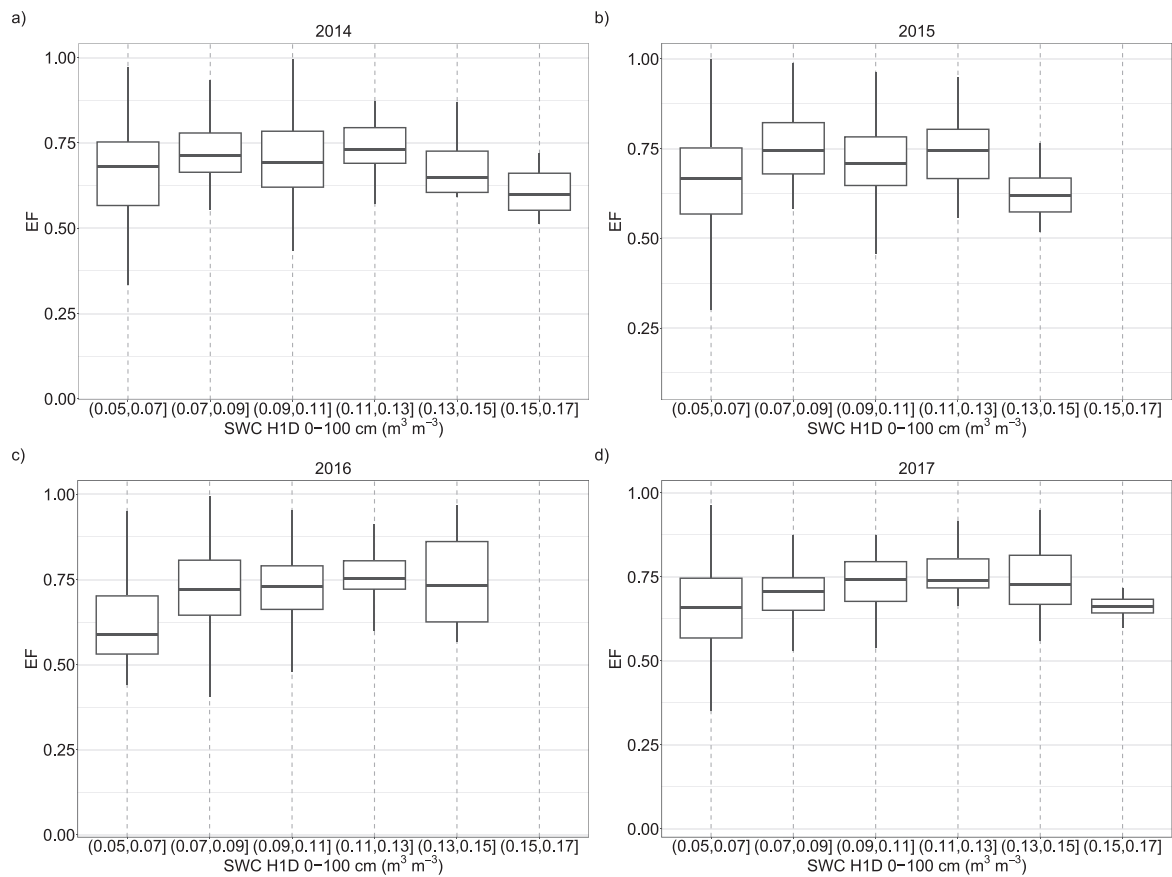 a)
2014
1.00
0.75
0.50
0.25
0.00
EF
(0.05,0.07] (0.07,0.09] (0.09,0.11] (0.11,0.13] (0.13,0.15] (0.15,0.17]
SWC H1D 0−100 cm (m³ m⁻³)
b)
2015
1.00
0.75
0.50
0.25
EF
(0.05,0.07] (0.07,0.09] (0.09,0.11] (0.11,0.13] (0.13,0.15] (0.15,0.17]
SWC H1D 0−100 cm (m³ m⁻³)
c)
2016
1.00
0.75
0.50
0.25
0.00
EF
(0.05,0.07] (0.07,0.09] (0.09,0.11] (0.11,0.13] (0.13,0.15] (0.15,0.17]
SWC H1D 0−100 cm (m³ m⁻³)
d)
2017
1.00
0.75
0.50
0.25
0.00
EF
(0.05,0.07] (0.07,0.09] (0.09,0.11] (0.11,0.13] (0.13,0.15] (0.15,0.17]
SWC H1D 0−100 cm (m³ m⁻³)